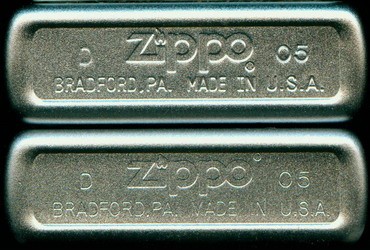 D Zippo 05
BRADFORD, PA. MADE IN U.S.A.
D Zippo® 05
BRADFORD, PA. MADE IN U.S.A.